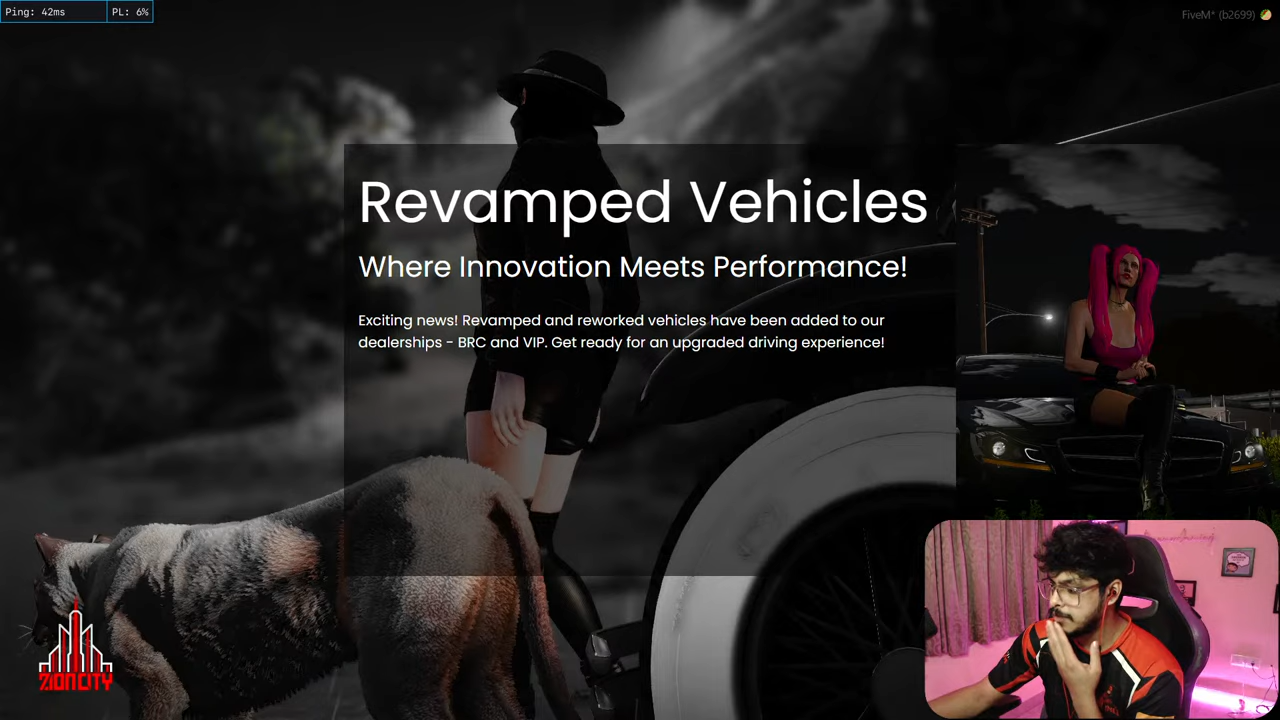 Ping: 42ms
PL: 6%
FiveM* (b2699)
Revamped Vehicles
Where Innovation Meets Performance!
Exciting news! Revamped and reworked vehicles have been added to our
dealerships - BRC and VIP. Get ready for an upgraded driving experience!
ZION CITY